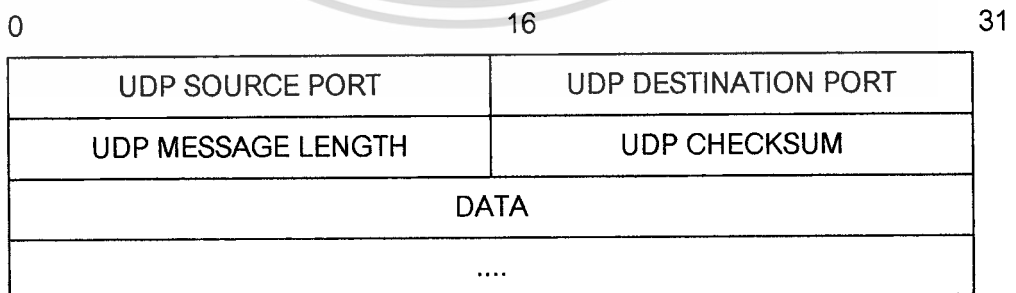 0 16 31
UDP SOURCE PORT UDP DESTINATION PORT
UDP MESSAGE LENGTH UDP CHECKSUM
DATA
....